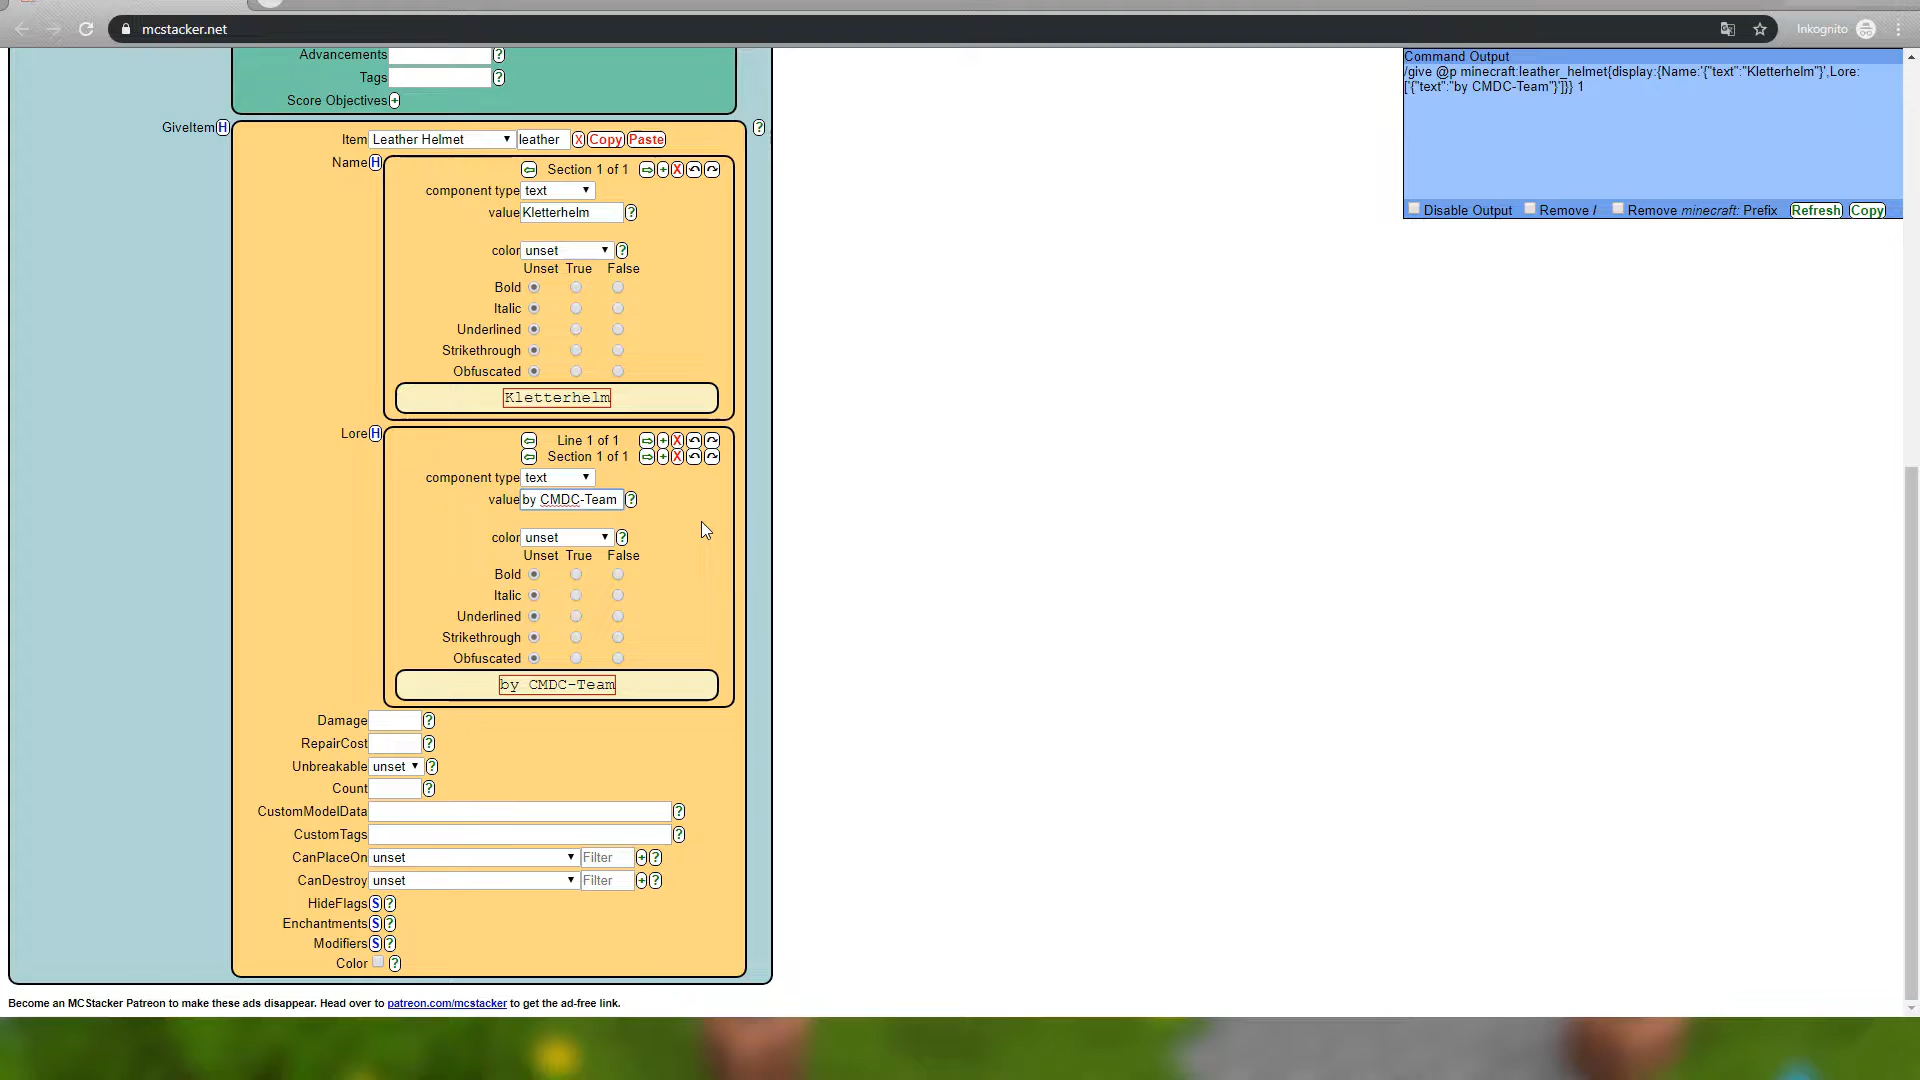 mcstacker.net
Inkognito
Advancements ?
Tags ?
Score Objectives +
GiveItem H ?
Item Leather Helmet leather X Copy Paste
Name H
Section 1 of 1 + X
component type text
value Kletterhelm ?
color unset ?
Unset True False
Bold
Italic
Underlined
Strikethrough
Obfuscated
Kletterhelm
Lore H
Line 1 of 1 + X
Section 1 of 1 + X
component type text
value by CMDC-Team ?
color unset ?
Unset True False
Bold
Italic
Underlined
Strikethrough
Obfuscated
by CMDC-Team
Damage ?
RepairCost ?
Unbreakable unset ?
Count ?
CustomModelData ?
CustomTags ?
CanPlaceOn unset Filter + ?
CanDestroy unset Filter + ?
HideFlags S ?
Enchantments S ?
Modifiers S ?
Color ?
Become an MCStacker Patreon to make these ads disappear. Head over to patreon.com/mcstacker to get the ad-free link.
Command Output
/give @p minecraft:leather_helmet{display:{Name:'{"text":"Kletterhelm"}',Lore:
['{"text":"by CMDC-Team"}']}} 1
Disable Output Remove / Remove minecraft: Prefix Refresh Copy